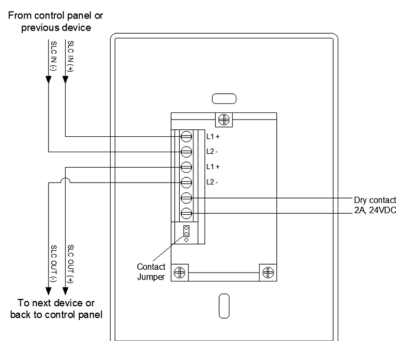 From control panel or
previous device
SLC IN (-)
SLC IN (+)
L1 +
L2 -
L1 +
L2 -
Dry contact
2A, 24VDC
SLC OUT (-)
SLC OUT (+)
Contact
Jumper
To next device or
back to control panel